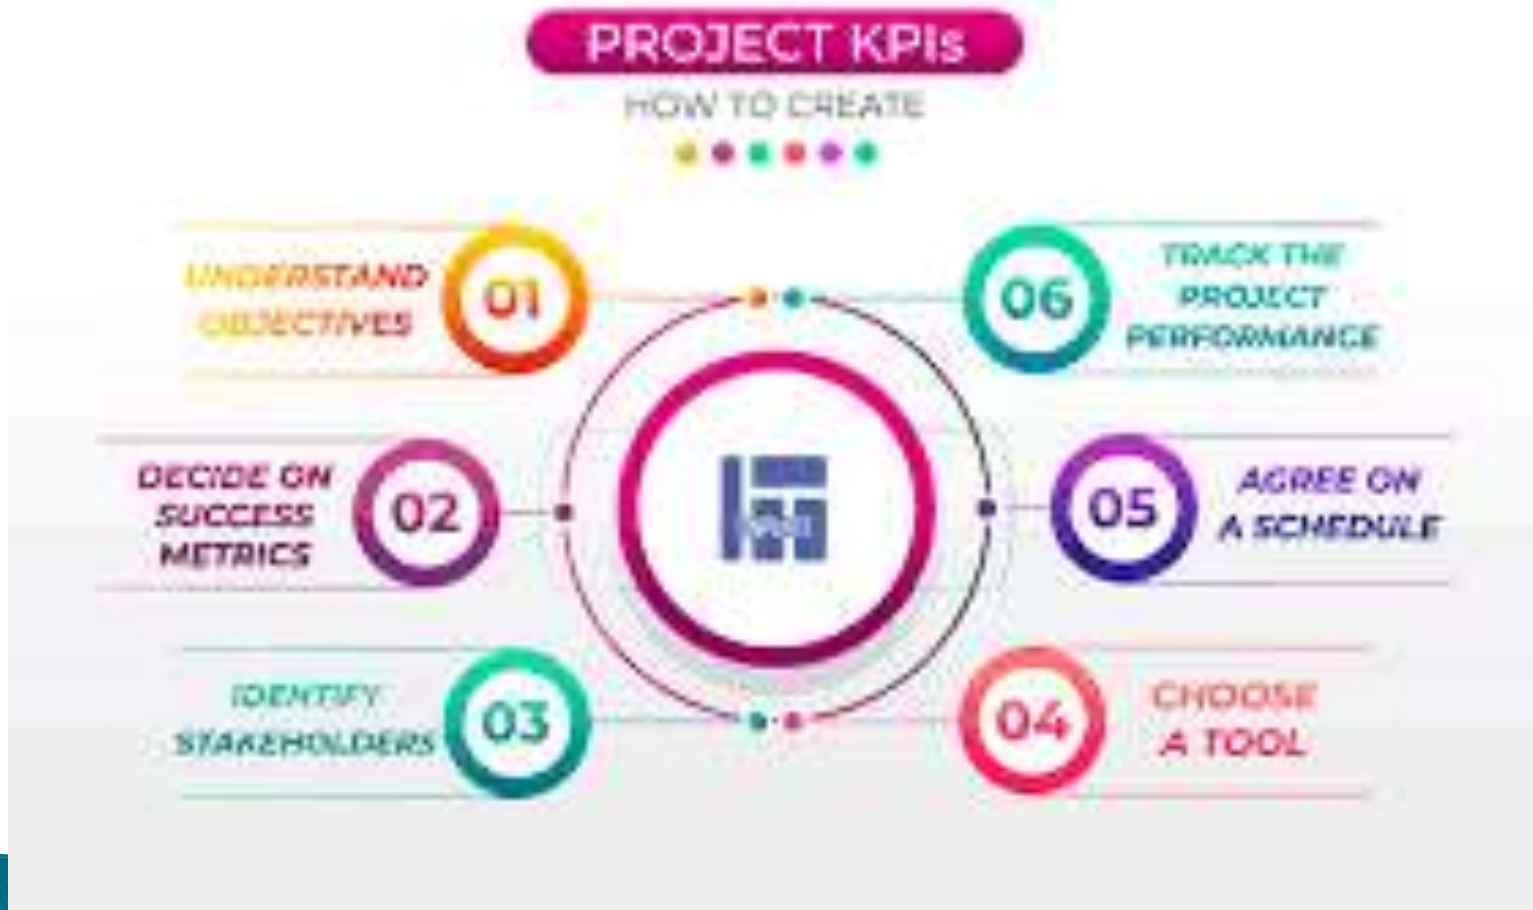 PROJECT KPIs
HOW TO CREATE
01
UNDERSTAND
OBJECTIVES
02
DECIDE ON
SUCCESS
METRICS
03
IDENTIFY
STAKEHOLDERS
04
CHOOSE
A TOOL
05
AGREE ON
A SCHEDULE
06
TRACK THE
PROJECT
PERFORMANCE